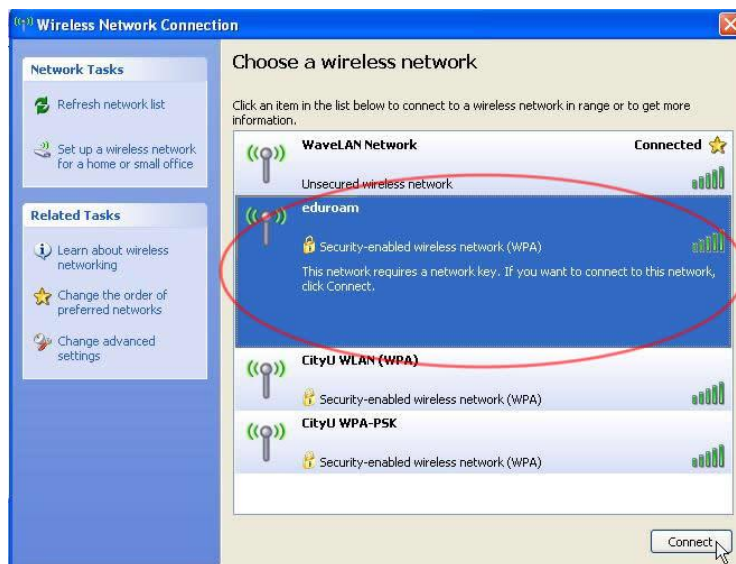 Wireless Network Connection
Network Tasks
Refresh network list
Set up a wireless network
for a home or small office
Related Tasks
Learn about wireless
networking
Change the order of
preferred networks
Change advanced
settings
Choose a wireless network
Click an item in the list below to connect to a wireless network in range or to get more
information.
WaveLAN Network Connected
Unsecured wireless network
eduroam
Security-enabled wireless network (WPA)
This network requires a network key. If you want to connect to this network,
click Connect.
CityU WLAN (WPA)
Security-enabled wireless network (WPA)
CityU WPA-PSK
Security-enabled wireless network (WPA)
Connect